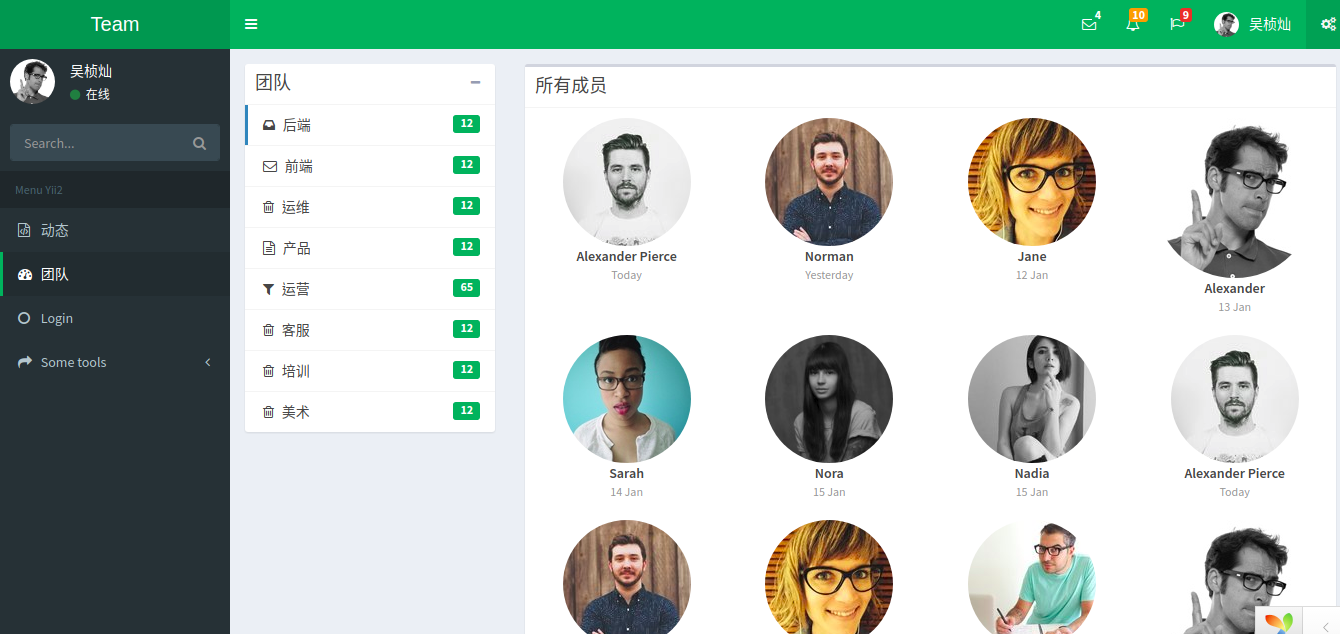 Team
4
10
9
吴桢灿
吴桢灿
在线
Search...
Menu Yii2
动态
团队
Login
Some tools
团队
后端 12
前端 12
运维 12
产品 12
运营 65
客服 12
培训 12
美术 12
所有成员
Alexander Pierce
Today
Norman
Yesterday
Jane
12 Jan
Alexander
13 Jan
Sarah
14 Jan
Nora
15 Jan
Nadia
15 Jan
Alexander Pierce
Today